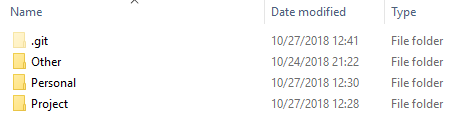 Name Date modified Type
.git 10/27/2018 12:41 File folder
Other 10/24/2018 21:22 File folder
Personal 10/27/2018 12:30 File folder
Project 10/27/2018 12:28 File folder